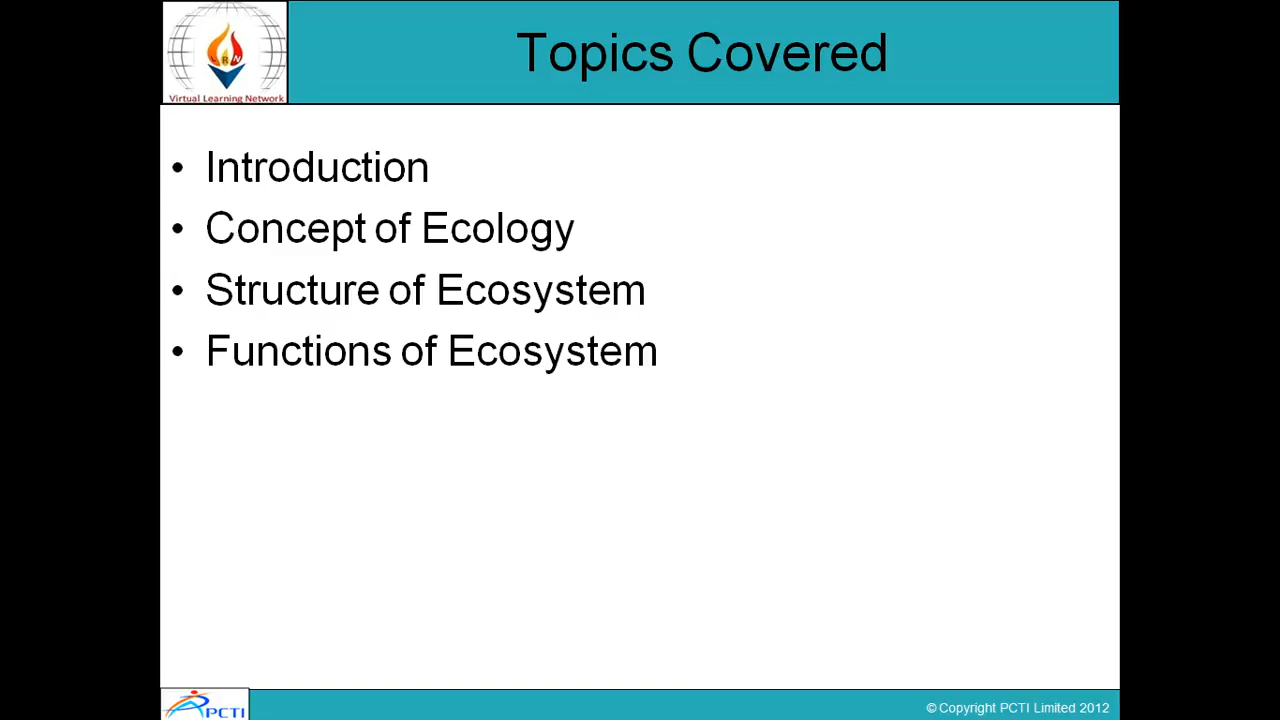 Topics Covered
Virtual Learning Network
• Introduction
• Concept of Ecology
• Structure of Ecosystem
• Functions of Ecosystem
PCTI
© Copyright PCTI Limited 2012